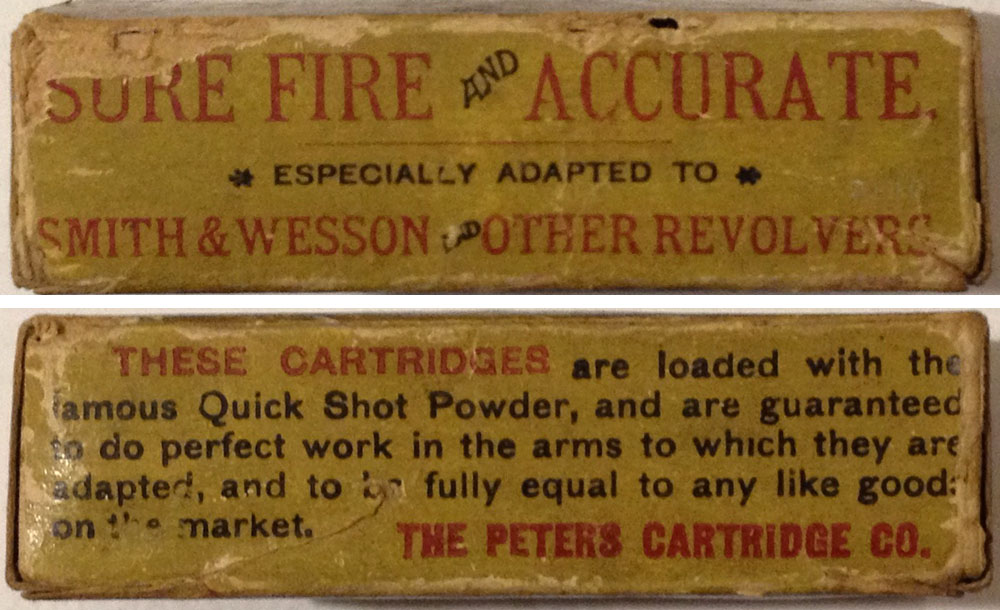 SURE FIRE AND ACCURATE.
ESPECIALLY ADAPTED TO
SMITH & WESSON AND OTHER REVOLVERS
THESE CARTRIDGES are loaded with the
famous Quick Shot Powder, and are guaranteed
to do perfect work in the arms to which they are
adapted, and to be fully equal to any like goods
on the market.
THE PETERS CARTRIDGE CO.